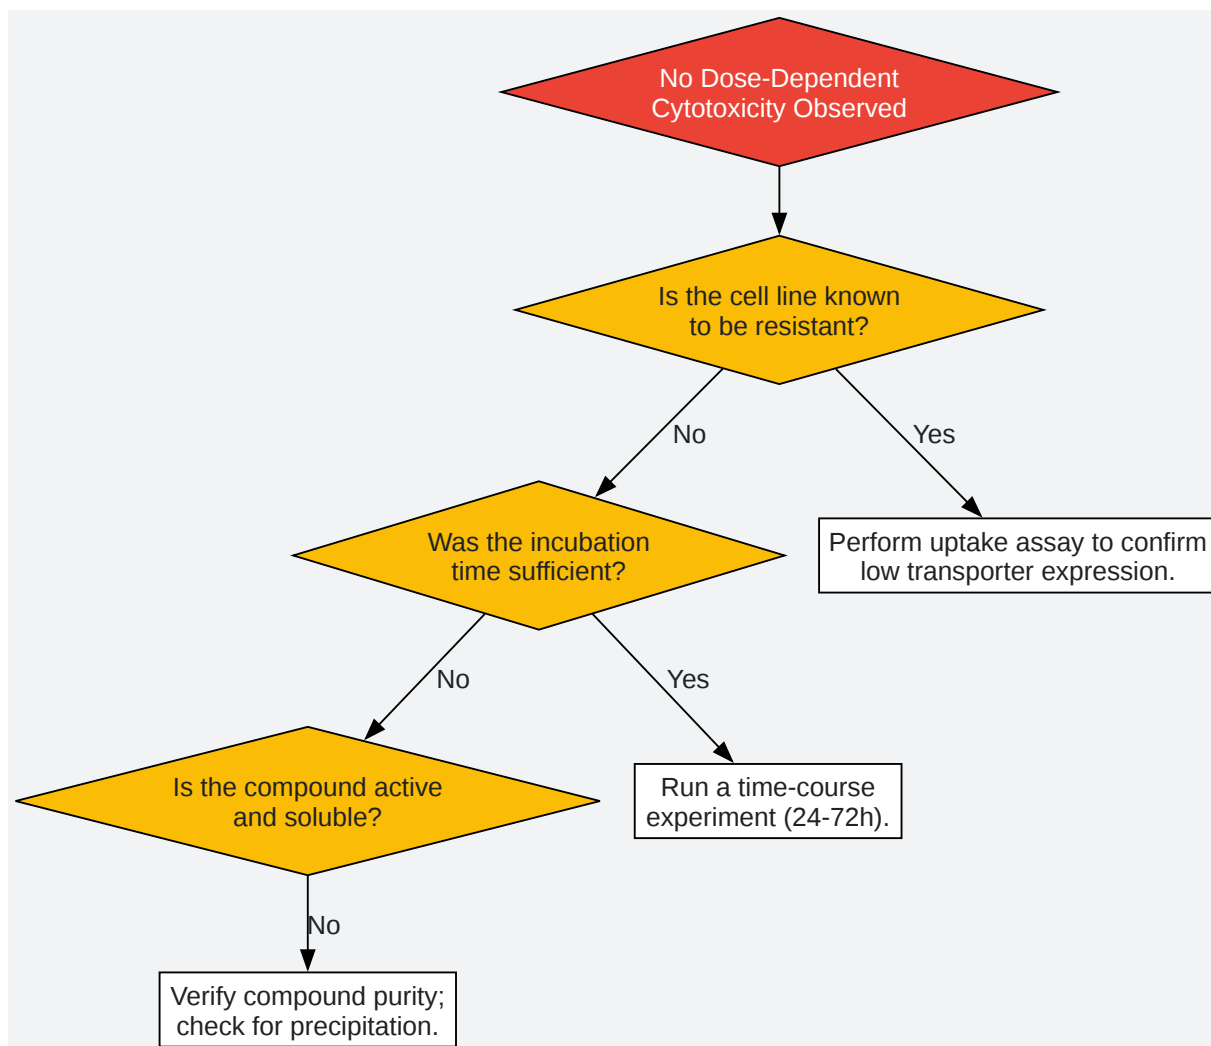 No Dose-Dependent
Cytotoxicity Observed
Is the cell line known
to be resistant?
No
Yes
Was the incubation
time sufficient?
Perform uptake assay to confirm
low transporter expression.
No
Yes
Is the compound active
and soluble?
Run a time-course
experiment (24-72h).
No
Verify compound purity;
check for precipitation.